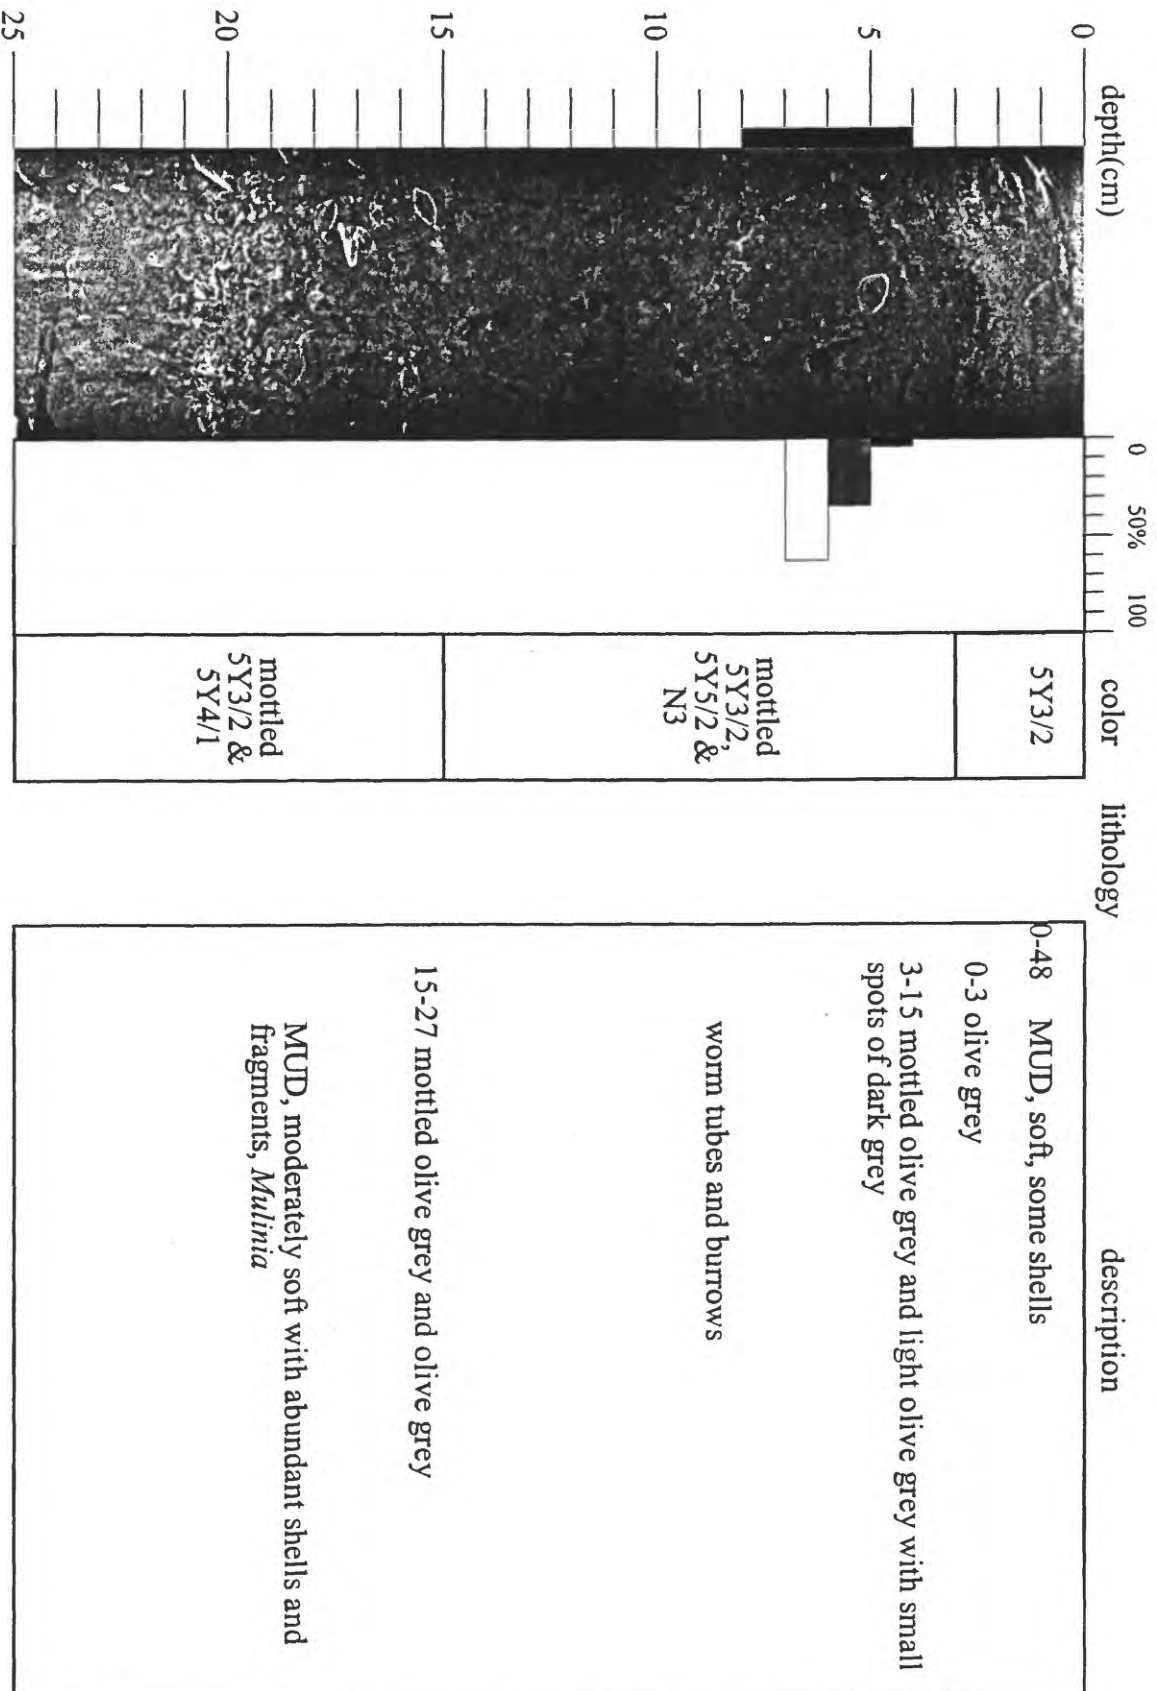 depth(cm)
0
5
10
15
20
25
0
50%
100
color
5Y3/2
mottled
5Y3/2,
5Y5/2 &
N3
mottled
5Y3/2 &
5Y4/1
lithology
description
0-48 MUD, soft, some shells
0-3 olive grey
3-15 mottled olive grey and light olive grey with small
spots of dark grey
worm tubes and burrows
15-27 mottled olive grey and olive grey
MUD, moderately soft with abundant shells and
fragments, Mulinia